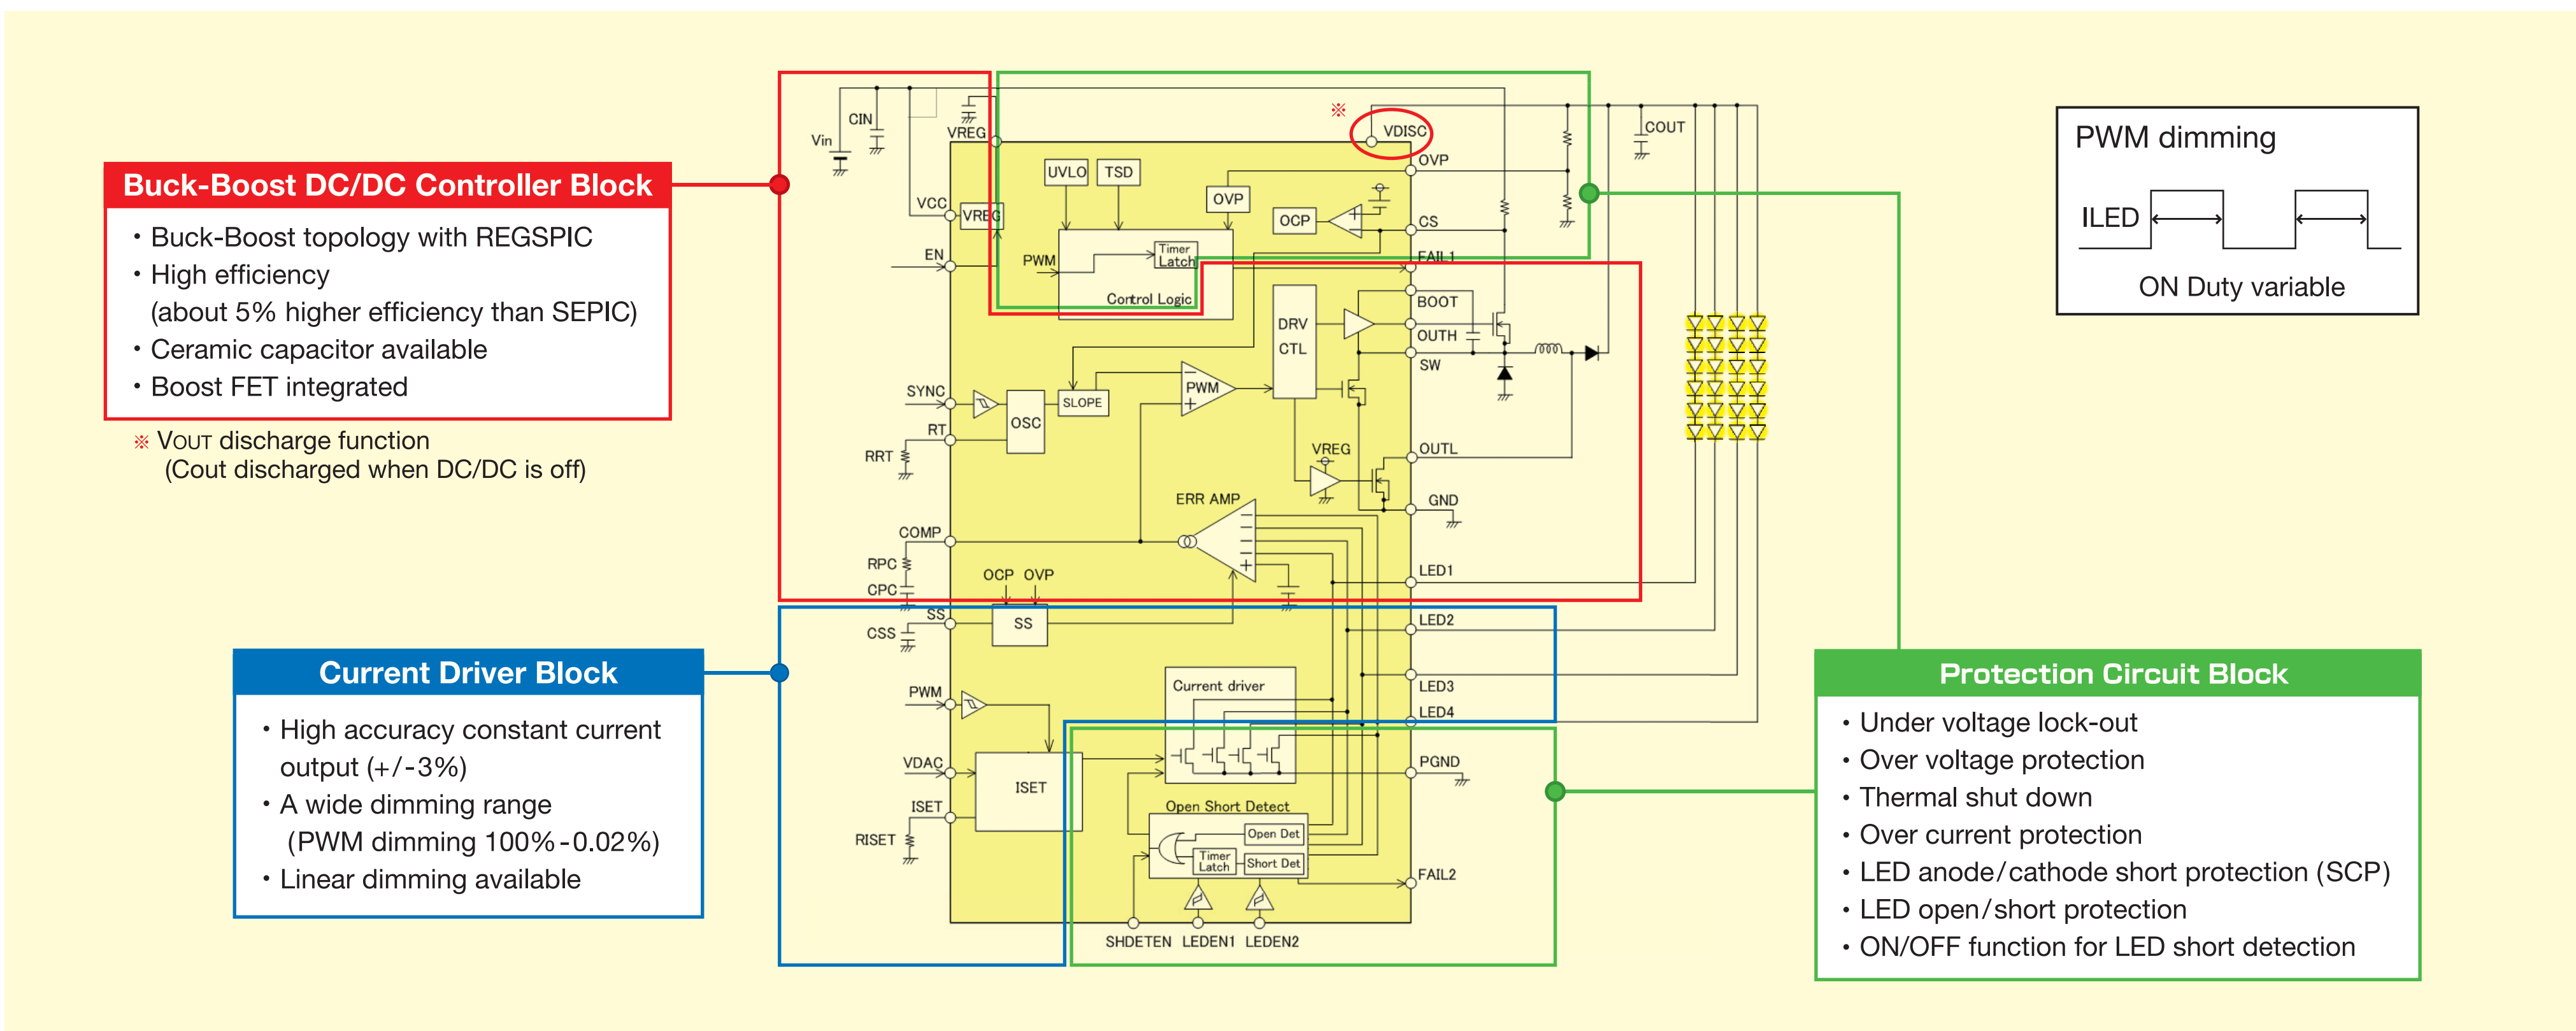 Buck-Boost DC/DC Controller Block
・Buck-Boost topology with REGSPIC
・High efficiency
(about 5% higher efficiency than SEPIC)
・Ceramic capacitor available
・Boost FET integrated
※ VOUT discharge function
(Cout discharged when DC/DC is off)
Current Driver Block
・High accuracy constant current
output (+/-3%)
・A wide dimming range
(PWM dimming 100%-0.02%)
・Linear dimming available
Vin
CIN
VREG
VCC
VREG
EN
UVLO
TSD
OVP
PWM
Timer
Latch
Control Logic
OCP
※
VDISC
OVP
CS
FAIL1
BOOT
OUTH
SW
COUT
DRV
CTL
SYNC
RT
RRT
OSC
SLOPE
PWM
VREG
OUTL
GND
ERR AMP
COMP
RPC
CPC
OCP
OVP
SS
CSS
SS
LED1
LED2
LED3
LED4
PWM
VDAC
ISET
RISET
ISET
Current driver
PGND
Open Short Detect
Open Det
Timer
Latch
Short Det
FAIL2
SHDETEN
LEDEN1
LEDEN2
PWM dimming
ILED
ON Duty variable
Protection Circuit Block
・Under voltage lock-out
・Over voltage protection
・Thermal shut down
・Over current protection
・LED anode/cathode short protection (SCP)
・LED open/short protection
・ON/OFF function for LED short detection